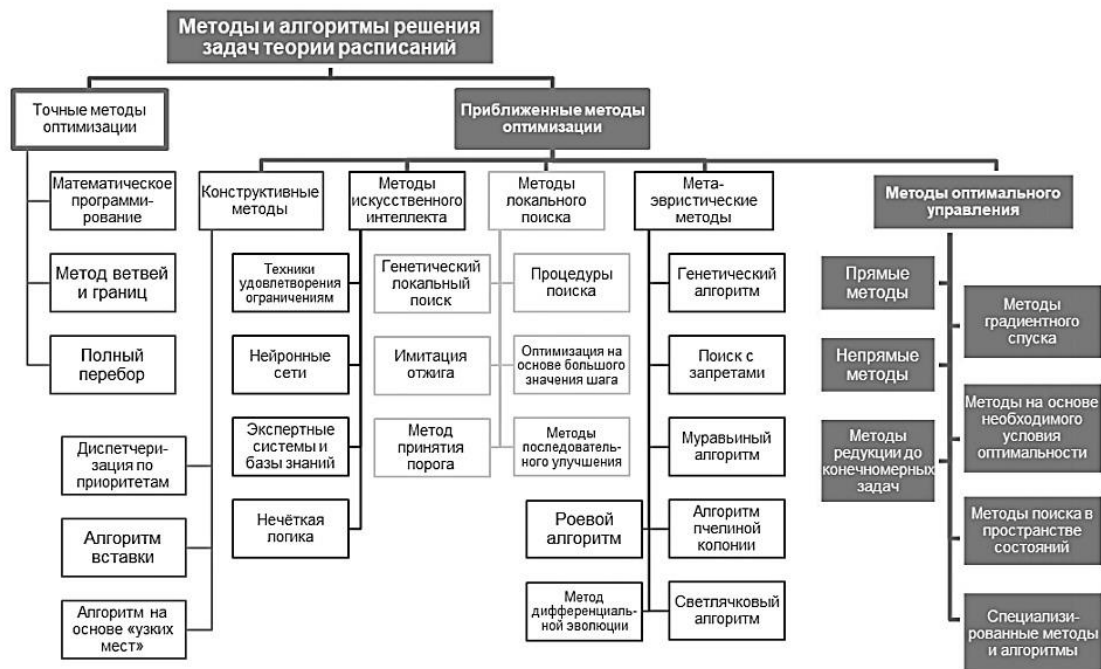 Методы и алгоритмы решения
задач теории расписаний
Точные методы
оптимизации
Приближенные методы
оптимизации
Математическое
программи-
рование
Метод ветвей
и границ
Полный
перебор
Конструктивные
методы
Диспетчери-
зация по
приоритетам
Алгоритм
вставки
Алгоритм на
основе «узких
мест»
Методы
искусственного
интеллекта
Техники
удовлетворения
ограничениям
Нейронные
сети
Экспертные
системы и
базы знаний
Нечёткая
логика
Методы
локального
поиска
Генетический
локальный
поиск
Процедуры
поиска
Имитация
отжига
Оптимизация на
основе большого
значения шага
Метод
принятия
порога
Методы
последователь-
ного улучшения
Мета-
эвристические
методы
Генетический
алгоритм
Поиск с
запретами
Муравьиный
алгоритм
Роевой
алгоритм
Алгоритм
пчелиной
колонии
Метод
дифференциаль-
ной эволюции
Светлячковый
алгоритм
Методы оптимального
управления
Прямые
методы
Методы
градиентного
спуска
Непрямые
методы
Методы на основе
необходимого
условия
оптимальности
Методы
редукции до
конечномерных
задач
Методы поиска в
пространстве
состояний
Специализи-
рованные методы
и алгоритмы